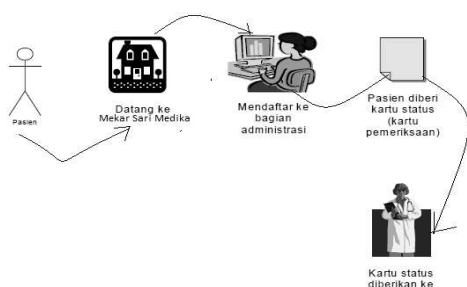 Pasien
Datang ke
Mekar Sari Medika
Mendaftar ke
bagian
administrasi
Pasien diberi
kartu status
(kartu
pemeriksaan)
Kartu status
diberikan ke